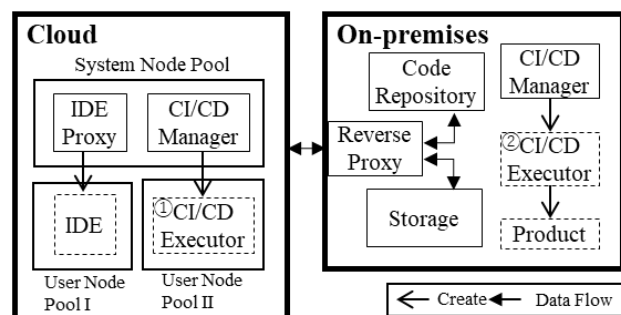 Cloud
System Node Pool
IDE
Proxy
CI/CD
Manager
IDE
①CI/CD
Executor
User Node
Pool I
User Node
Pool II
On-premises
Code
Repository
CI/CD
Manager
Reverse
Proxy
②CI/CD
Executor
Storage
Product
Create
Data Flow